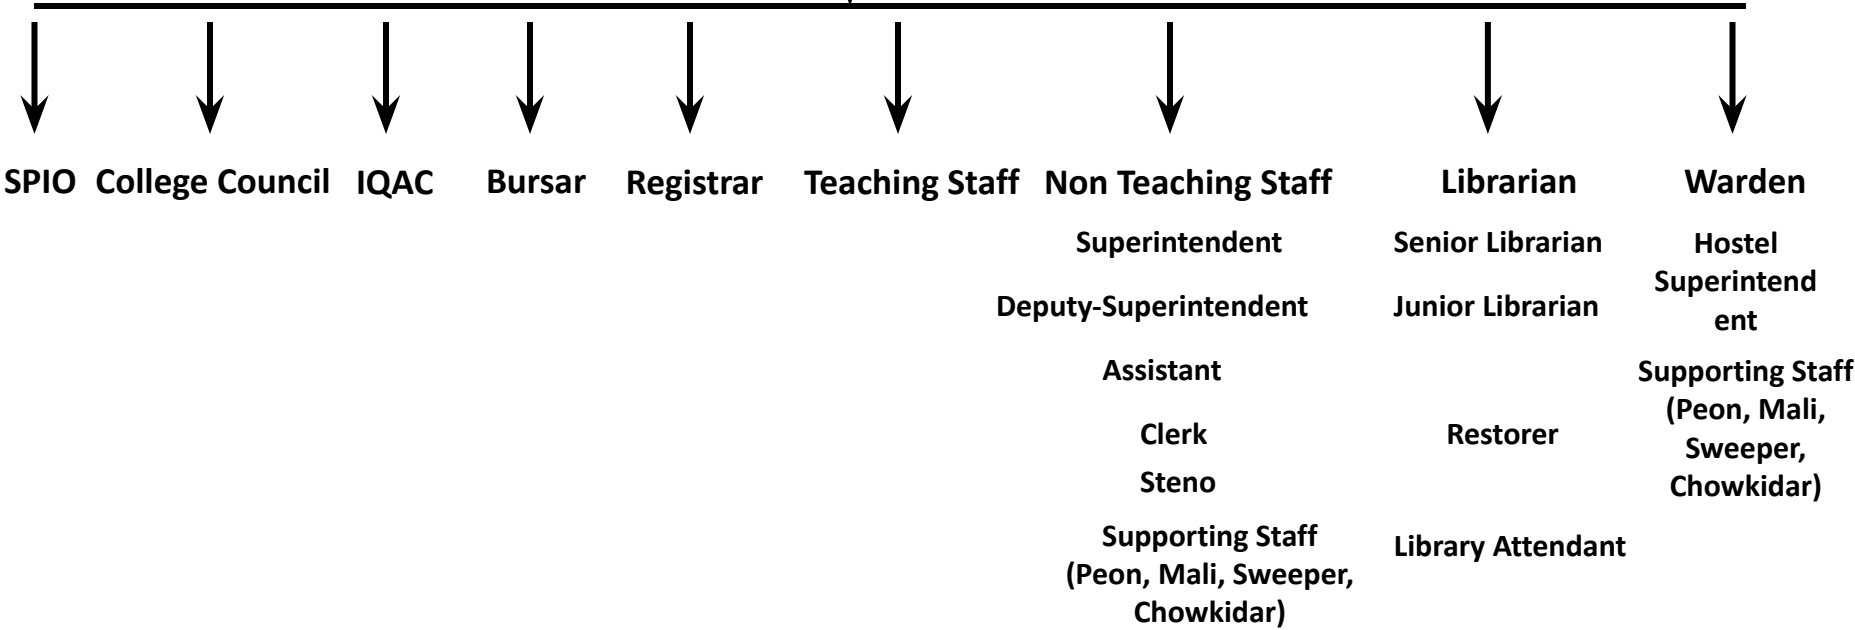 SPIO College Council IQAC Bursar Registrar Teaching Staff Non Teaching Staff Librarian Warden
Superintendent
Deputy-Superintendent
Assistant
Clerk
Steno
Supporting Staff
(Peon, Mali, Sweeper,
Chowkidar)
Senior Librarian
Junior Librarian
Restorer
Library Attendant
Hostel
Superintend
ent
Supporting Staff
(Peon, Mali,
Sweeper,
Chowkidar)